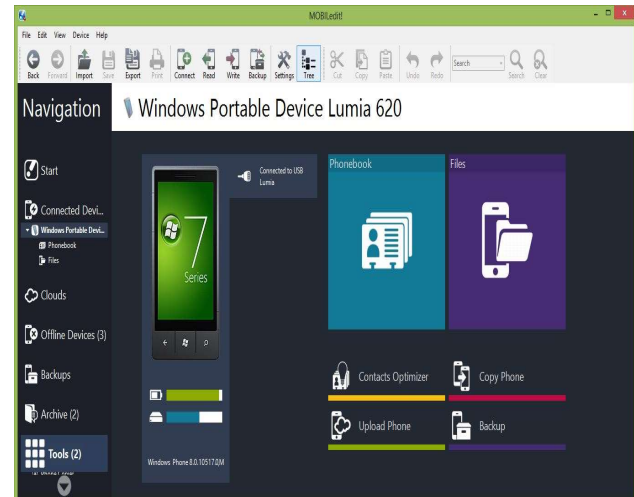 MOBILedit!
File Edit View Device Help
Back Forward Import Save Export Print Connect Read Write Backup Settings Tree Cut Copy Paste Undo Redo Search Search Clear
Navigation
Windows Portable Device Lumia 620
Start
Connected Devi...
Windows Portable Devi...
Phonebook
Files
Clouds
Offline Devices (3)
Backups
Archive (2)
Tools (2)
Connected to USB
Lumia
7
Series
Windows Phone 8.0.10517.0,M
Phonebook
Files
Contacts Optimizer
Copy Phone
Upload Phone
Backup